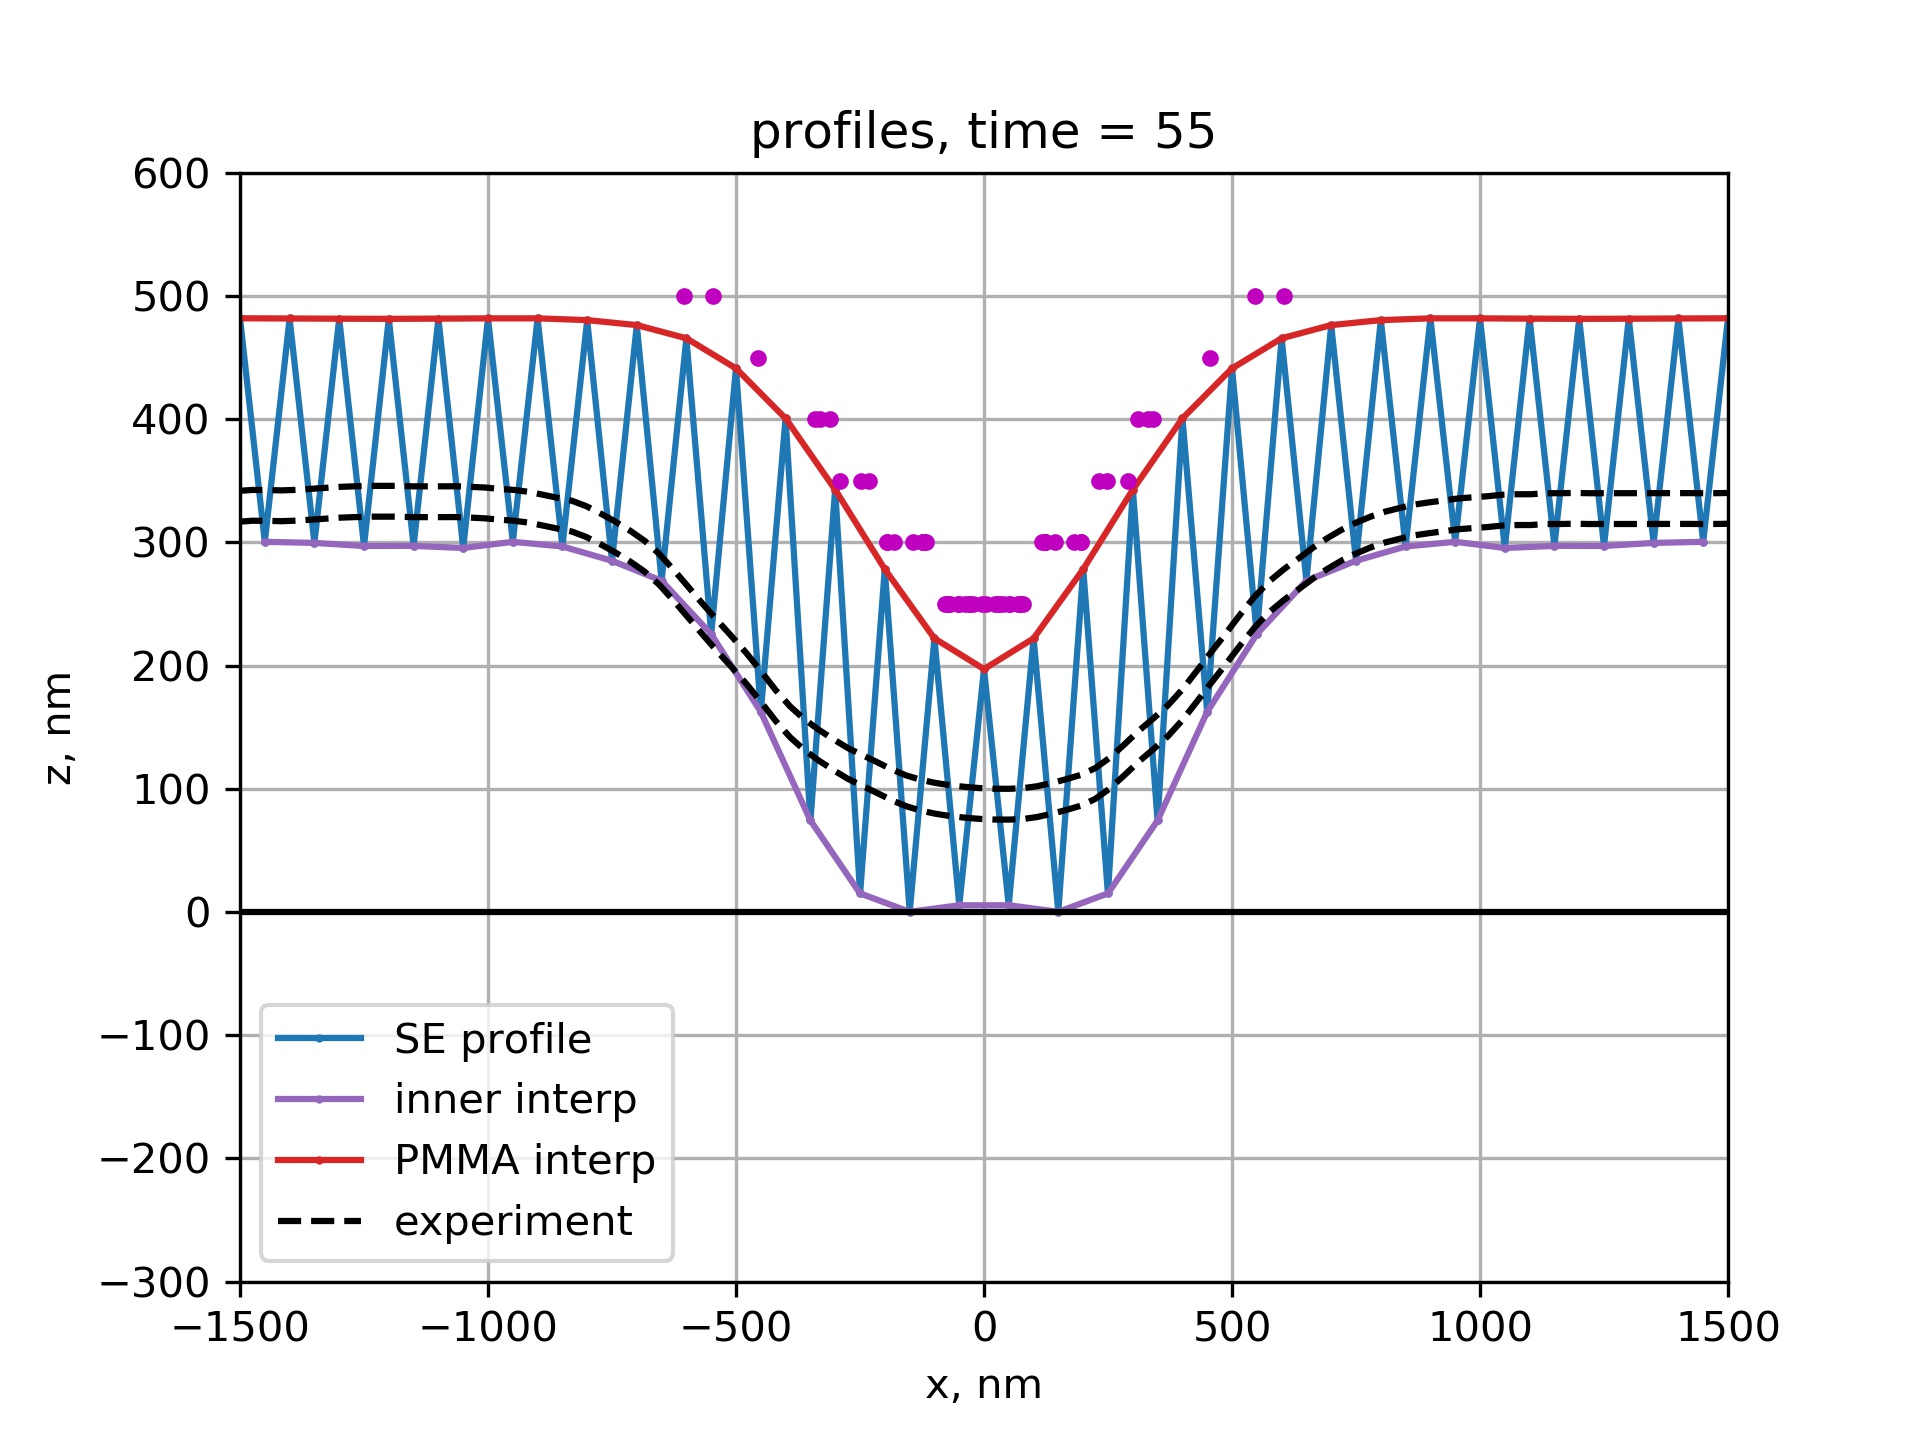 profiles, time = 55
600
500
400
300
200
100
0
−100
−200
−300
z, nm
SE profile
inner interp
PMMA interp
experiment
−1500 −1000 −500 0 500 1000 1500
x, nm